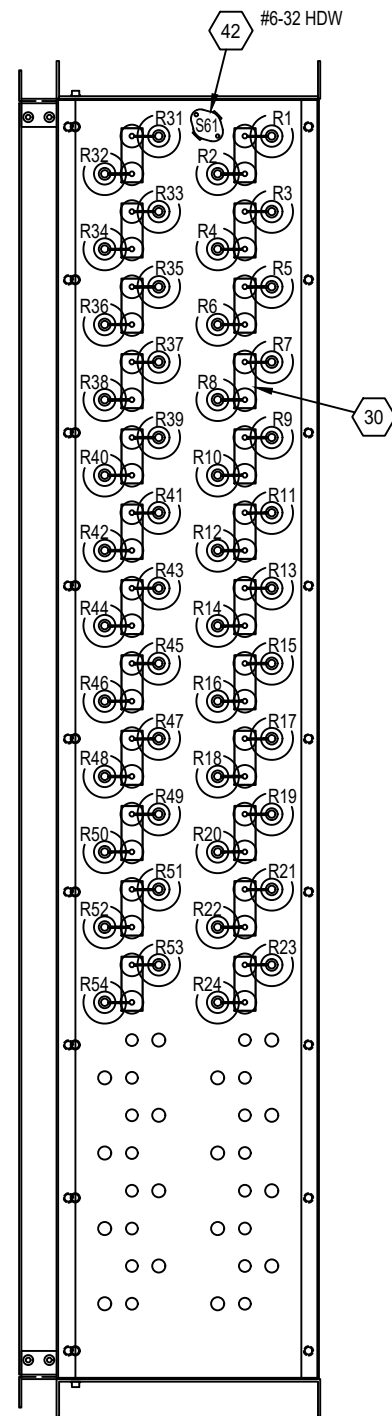 42 #6-32 HDW
S61
R31 R1
R32 R2
R33 R3
R34 R4
R35 R5
R36 R6
R37 R7
R38 R8
30
R39 R9
R40 R10
R41 R11
R42 R12
R43 R13
R44 R14
R45 R15
R46 R16
R47 R17
R48 R18
R49 R19
R50 R20
R51 R21
R52 R22
R53 R23
R54 R24